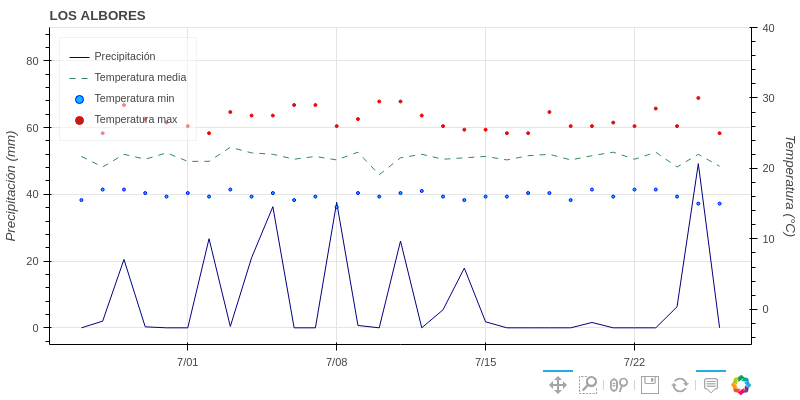 LOS ALBORES
Precipitación
Temperatura media
Temperatura min
Temperatura max
Precipitación (mm)
80
60
40
20
0
Temperatura (°C)
40
30
20
10
0
7/01
7/08
7/15
7/22